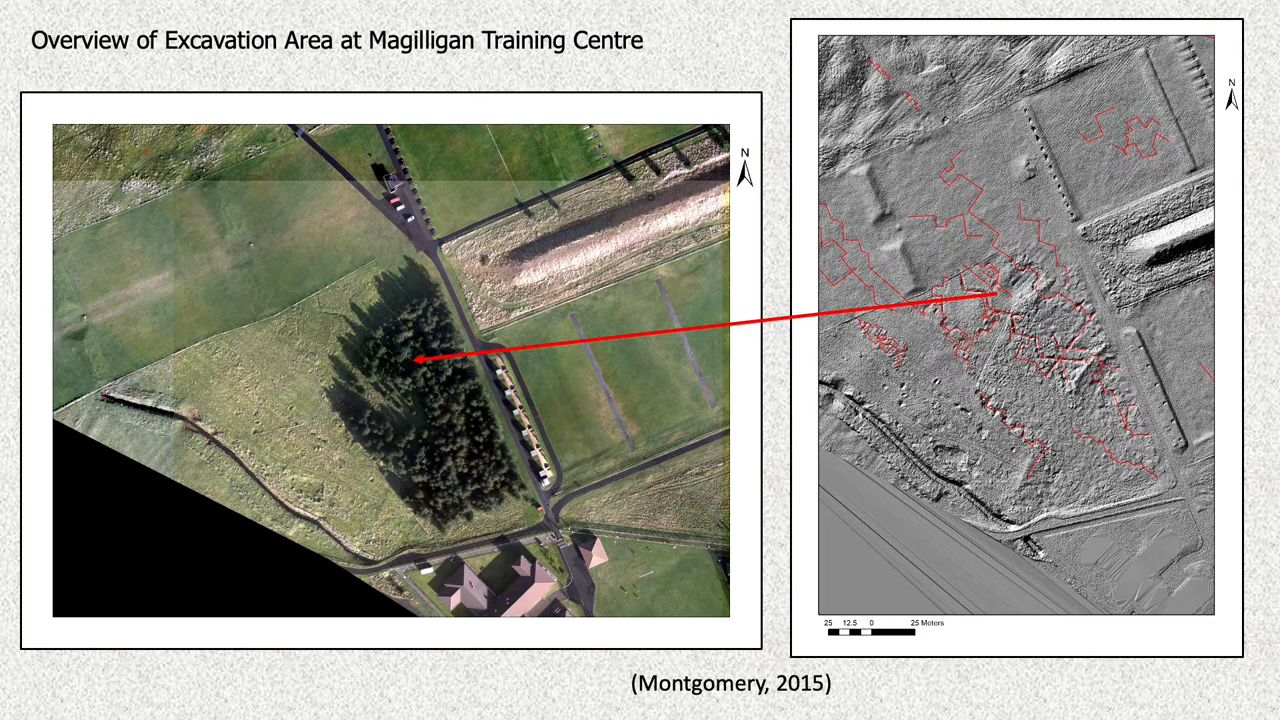 Overview of Excavation Area at Magilligan Training Centre
N
N
25 12.5 0 25 Meters
(Montgomery, 2015)